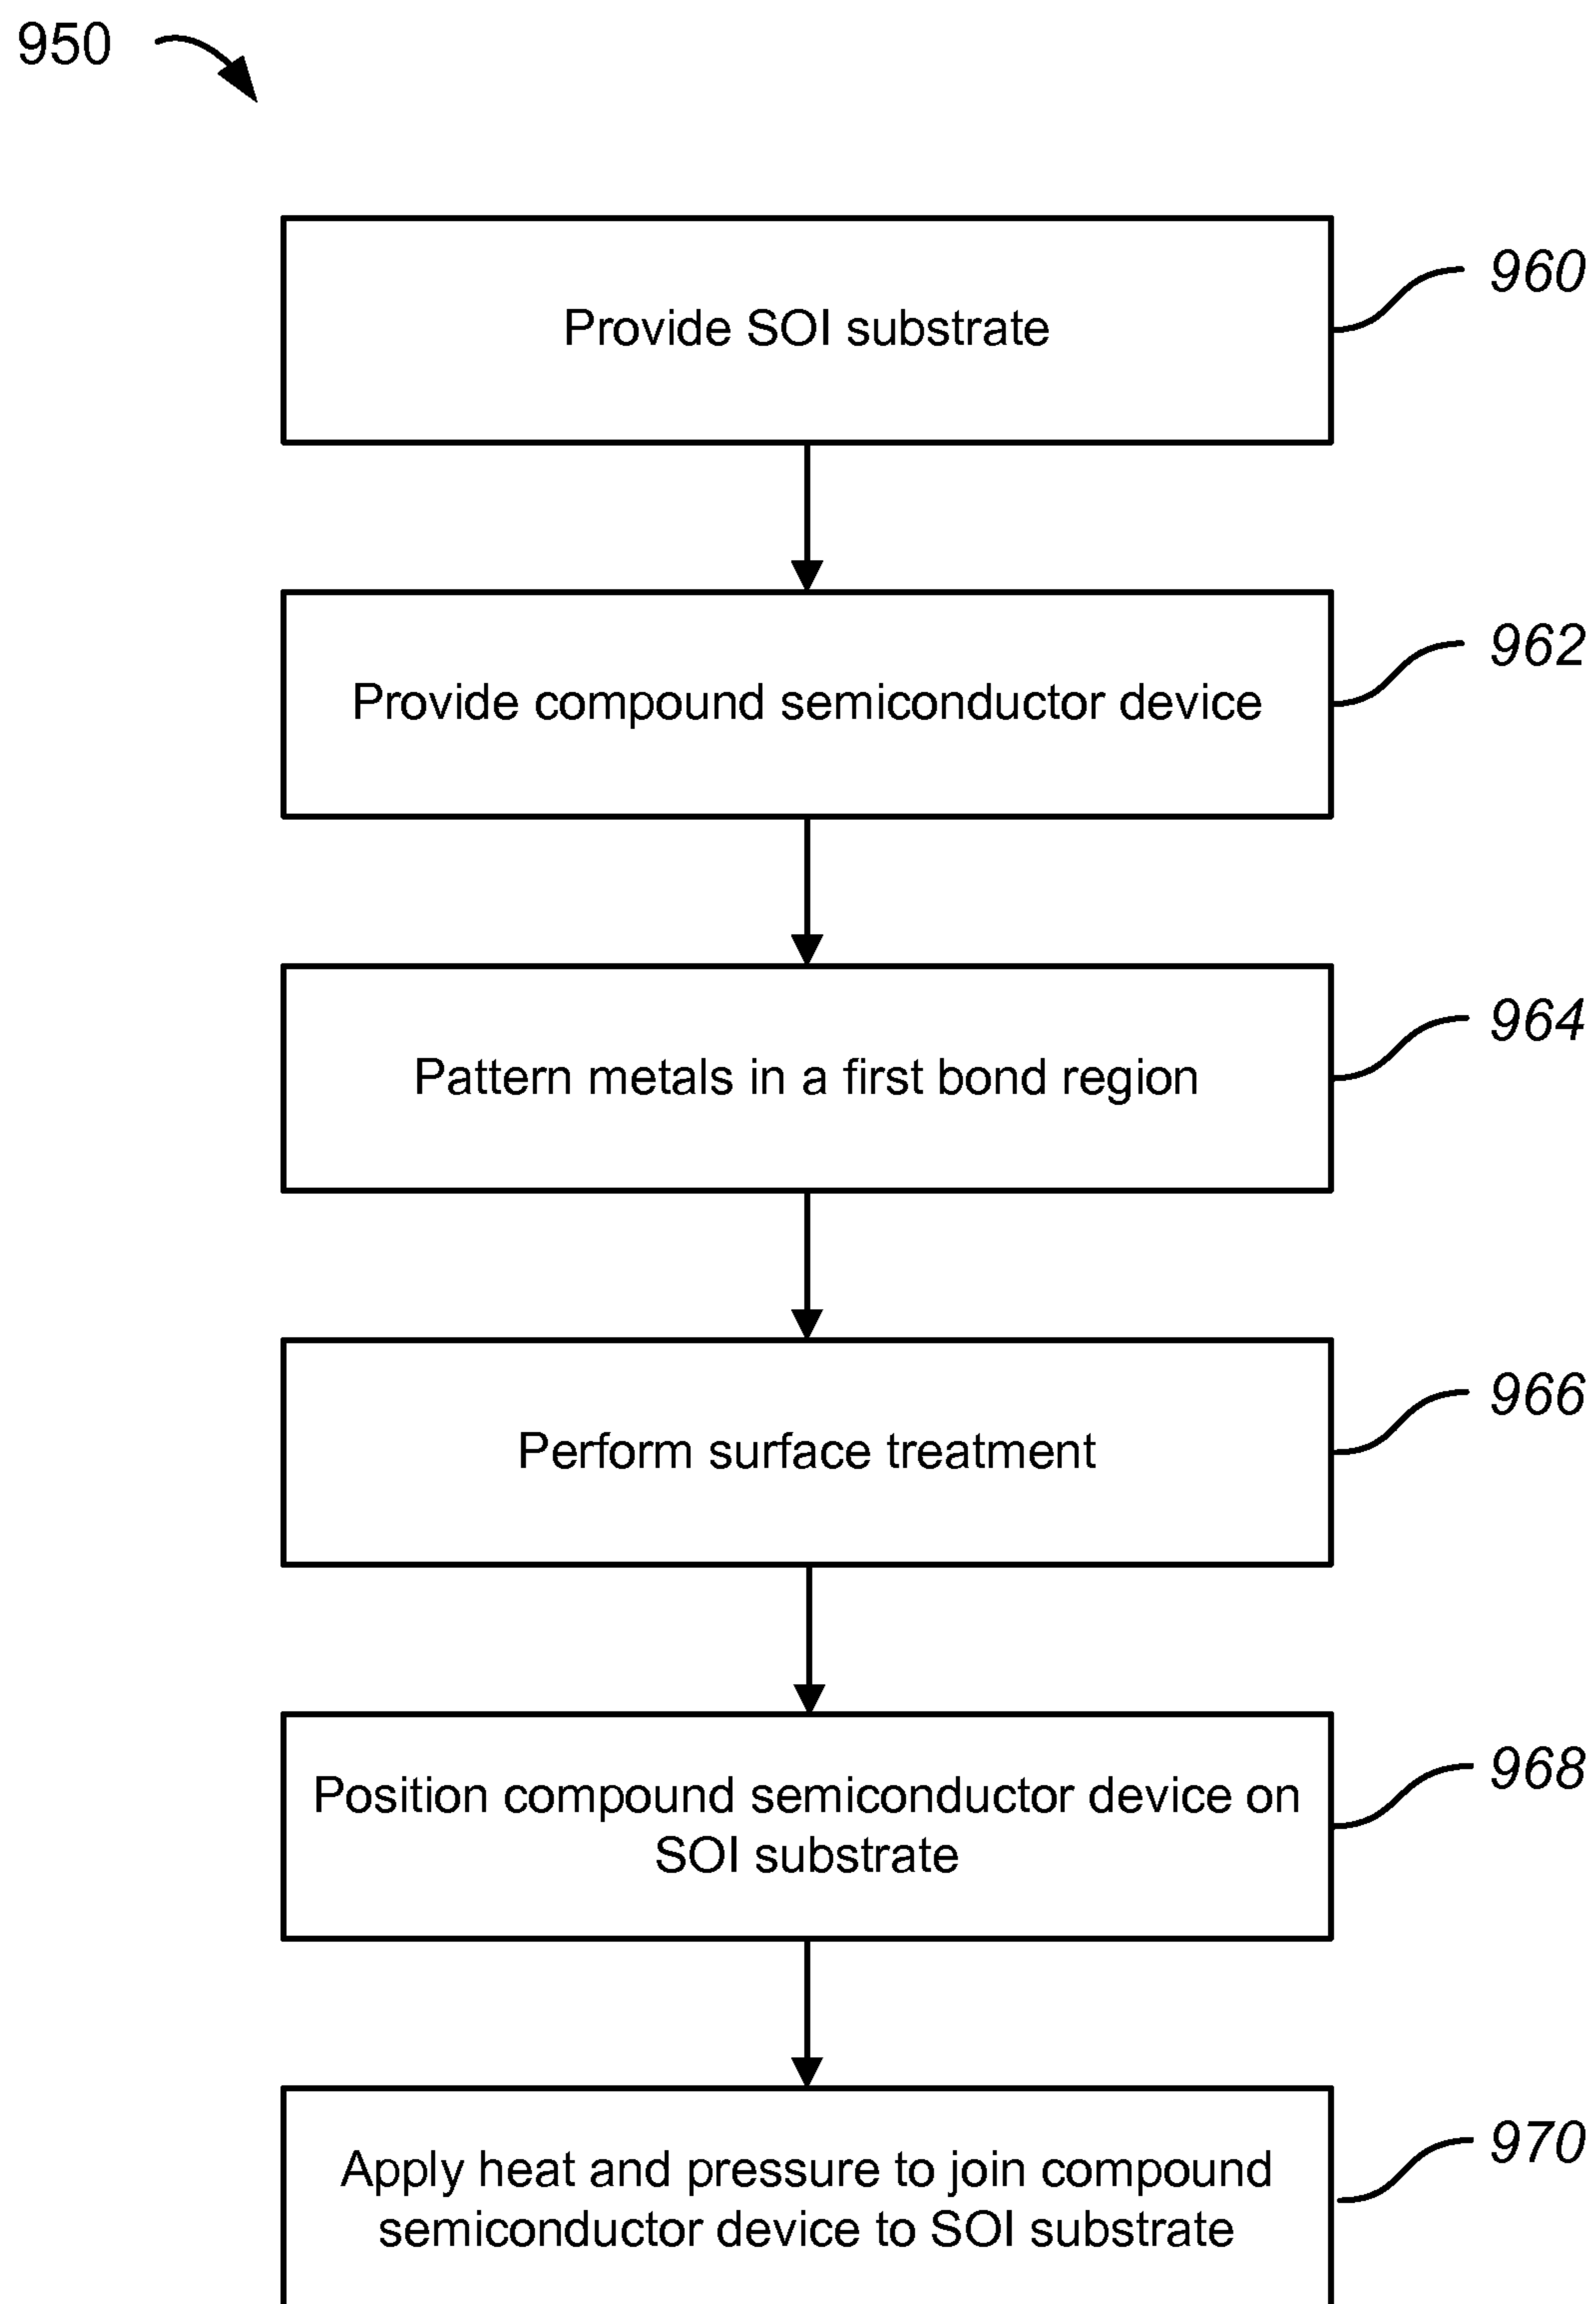 950
Provide SOI substrate
960
Provide compound semiconductor device
962
Pattern metals in a first bond region
964
Perform surface treatment
966
Position compound semiconductor device on
SOI substrate
968
Apply heat and pressure to join compound
semiconductor device to SOI substrate
970